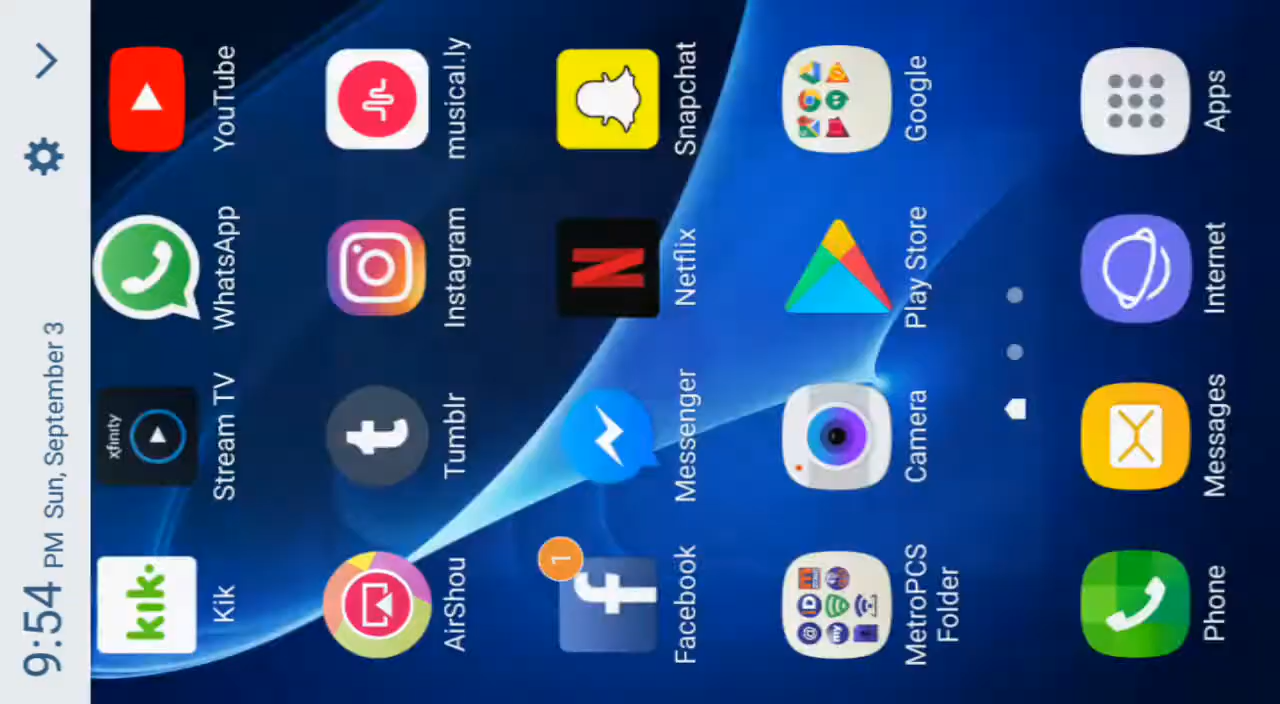 9:54 PM Sun, September 3
xfinity
Kik
Stream TV
WhatsApp
YouTube
AirShou
Tumblr
Instagram
musical.ly
1
Facebook
Messenger
Netflix
Snapchat
MetroPCS
Folder
Camera
Play Store
Google
Phone
Messages
Internet
Apps